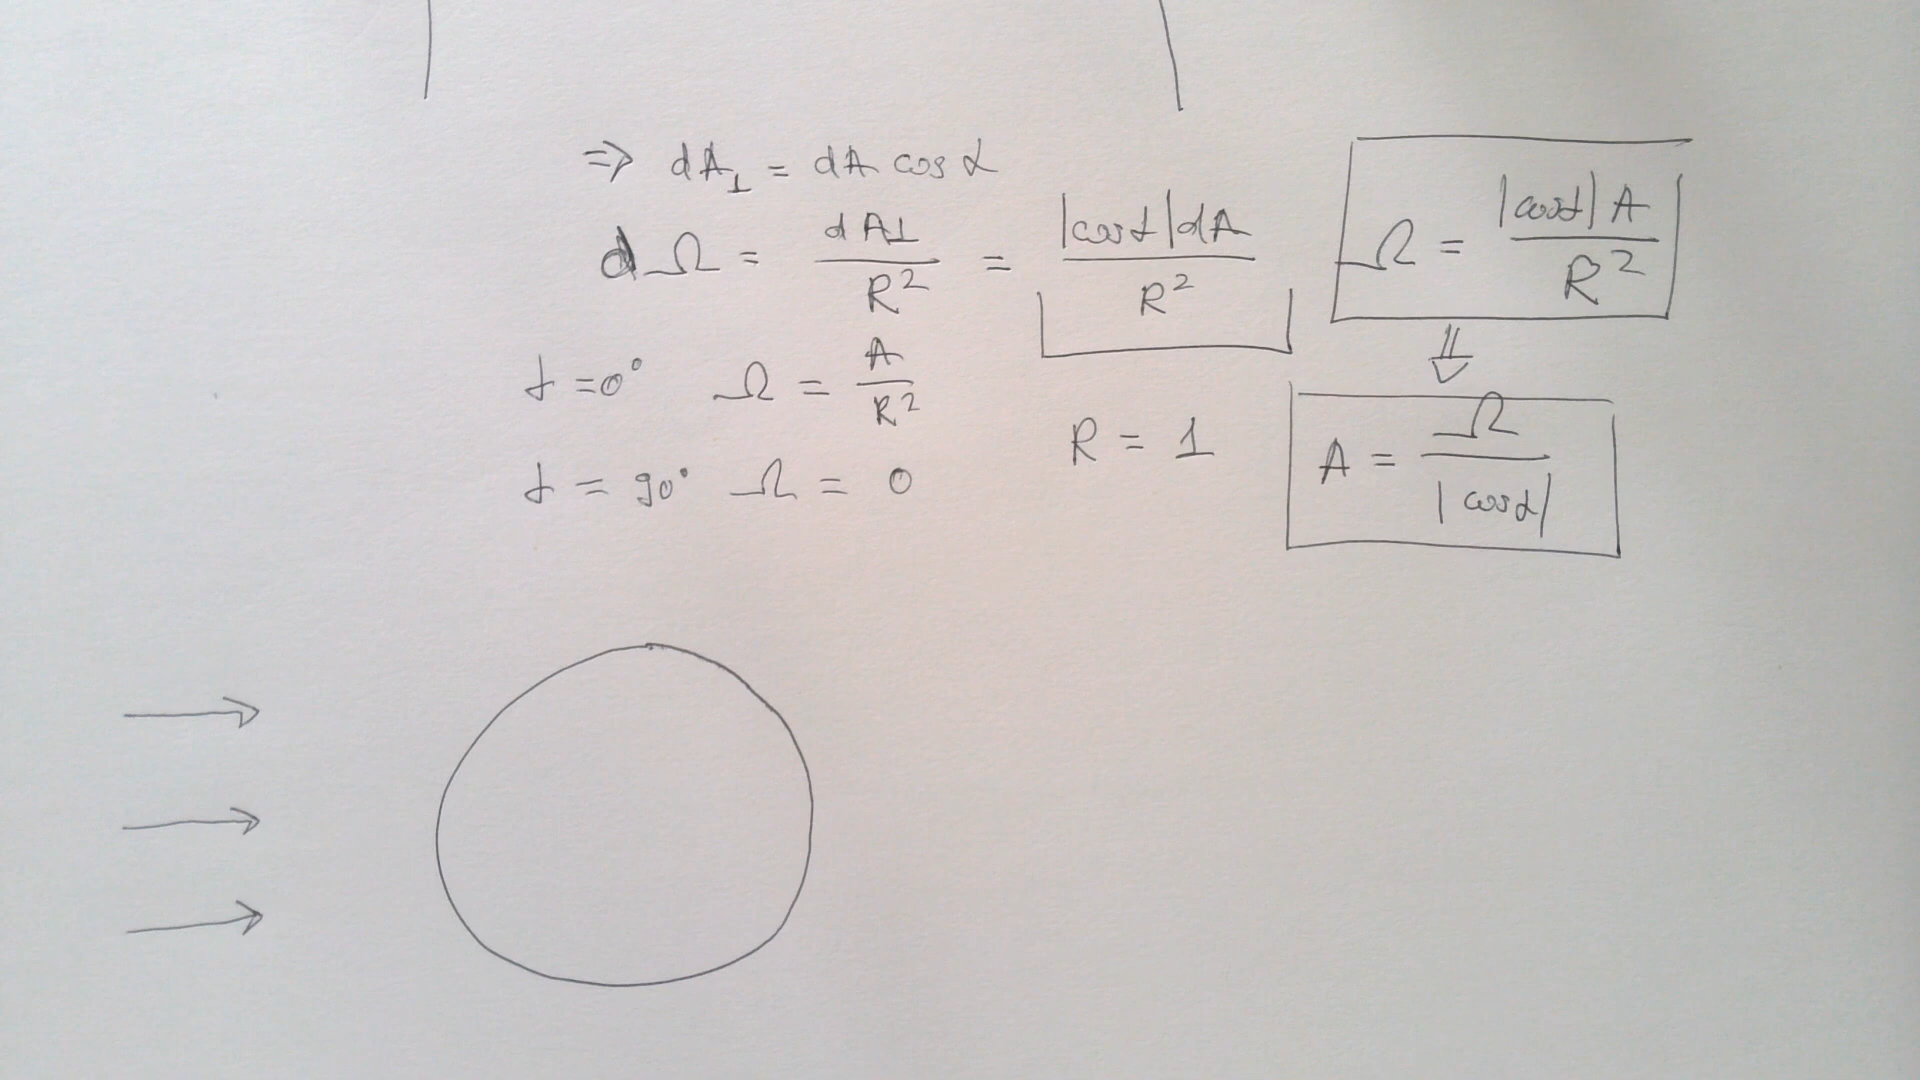 ⇒ dA⊥ = dA cos α
dΩ = dA⊥ / R² = |cos α| dA / R²
Ω = |cos α| A / R²
⇓
α = 0° Ω = A / R²
R = 1
A = Ω / |cos α|
α = 90° Ω = 0